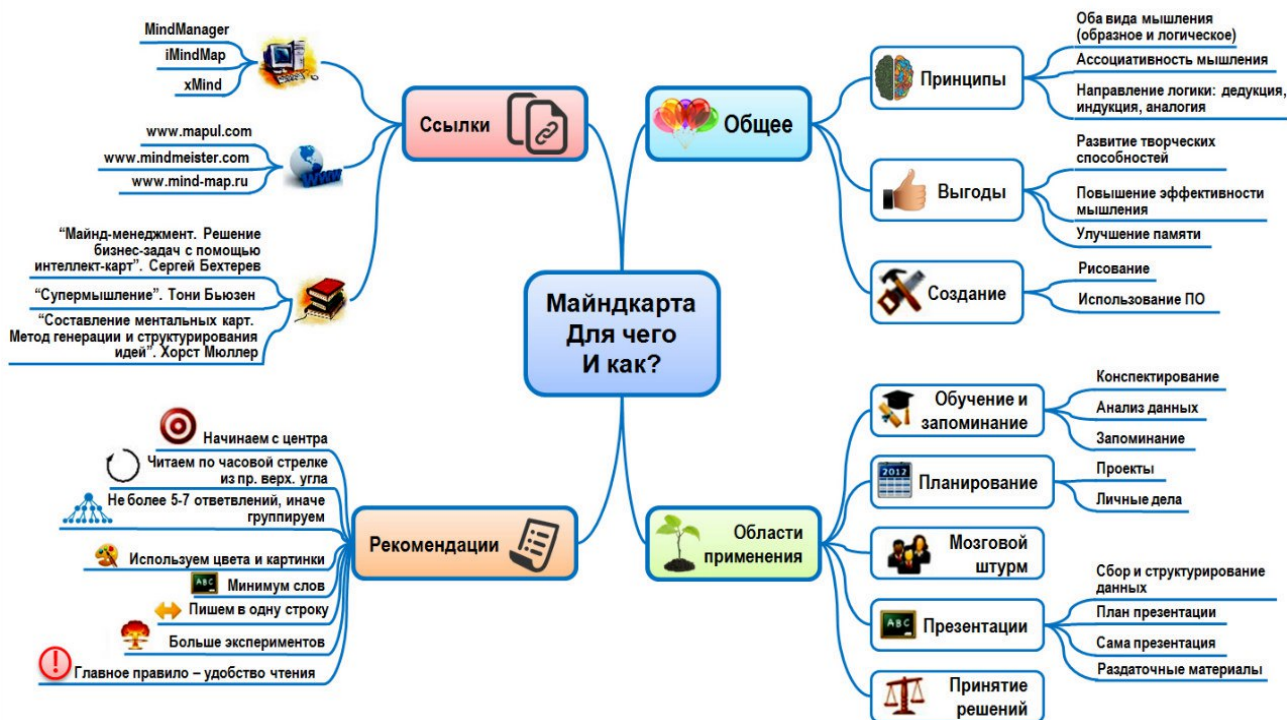 Майндкарта
Для чего
И как?
Общее
Принципы
Оба вида мышления
(образное и логическое)
Ассоциативность мышления
Направление логики: дедукция,
индукция, аналогия
Выгоды
Развитие творческих
способностей
Повышение эффективности
мышления
Улучшение памяти
Создание
Рисование
Использование ПО
Области
применения
Обучение и
запоминание
Конспектирование
Анализ данных
Запоминание
2012
Планирование
Проекты
Личные дела
Мозговой
штурм
ABC
Презентации
Сбор и структурирование
данных
План презентации
Сама презентация
Раздаточные материалы
Принятие
решений
Рекомендации
Начинаем с центра
Читаем по часовой стрелке
из пр. верх. угла
Не более 5-7 ответвлений, иначе
группируем
Используем цвета и картинки
ABC
Минимум слов
Пишем в одну строку
Больше экспериментов
!
Главное правило – удобство чтения
Ссылки
MindManager
iMindMap
xMind
www
www.mapul.com
www.mindmeister.com
www.mind-map.ru
“Майнд-менеджмент. Решение
бизнес-задач с помощью
интеллект-карт”. Сергей Бехтерев
“Супермышление”. Тони Бьюзен
“Составление ментальных карт.
Метод генерации и структурирования
идей”. Хорст Мюллер